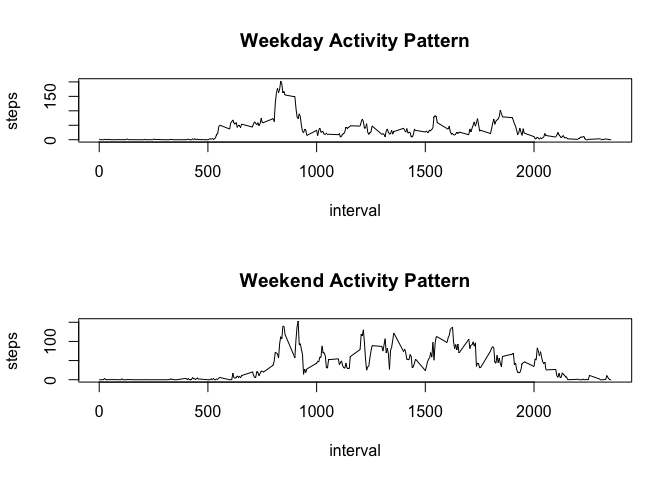 Weekday Activity Pattern
150
0
steps
0 500 1000 1500 2000
interval
Weekend Activity Pattern
100
0
steps
0 500 1000 1500 2000
interval